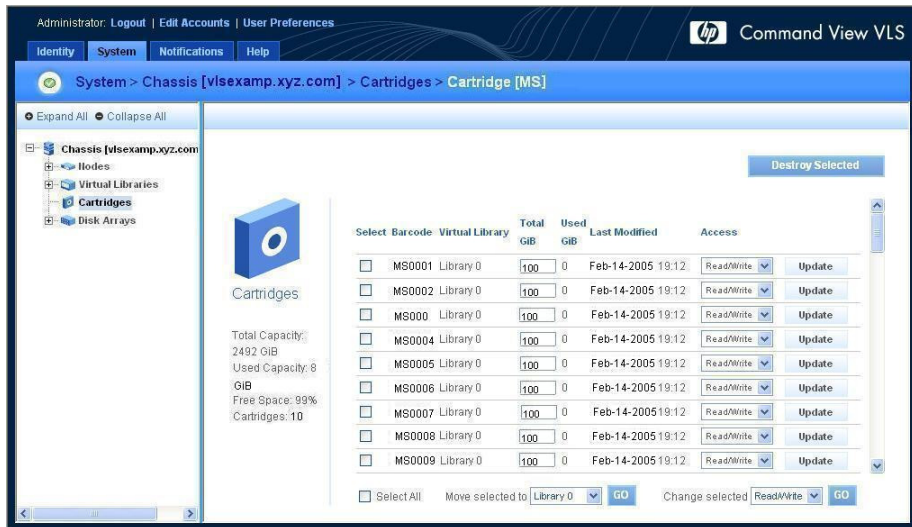 Administrator: Logout | Edit Accounts | User Preferences
hp Command View VLS
Identity System Notifications Help
System > Chassis [vlsexamp.xyz.com] > Cartridges > Cartridge [MS]
Expand All Collapse All
Chassis [vlsexamp.xyz.com
Nodes
Virtual Libraries
Cartridges
Disk Arrays
Destroy Selected
Cartridges
Total Capacity:
2492 GiB
Used Capacity: 8
GiB
Free Space: 99%
Cartridges: 10
Select Barcode Virtual Library Total GiB Used GiB Last Modified Access
MS0001 Library 0 100 0 Feb-14-2005 19:12 Read/Write Update
MS0002 Library 0 100 0 Feb-14-2005 19:12 Read/Write Update
MS000 Library 0 100 0 Feb-14-2005 19:12 Read/Write Update
MS0004 Library 0 100 0 Feb-14-2005 19:12 Read/Write Update
MS0005 Library 0 100 0 Feb-14-2005 19:12 Read/Write Update
MS0006 Library 0 100 0 Feb-14-2005 19:12 Read/Write Update
MS0007 Library 0 100 0 Feb-14-2005 19:12 Read/Write Update
MS0008 Library 0 100 0 Feb-14-2005 19:12 Read/Write Update
MS0009 Library 0 100 0 Feb-14-2005 19:12 Read/Write Update
Select All Move selected to Library 0 GO Change selected Read/Write GO